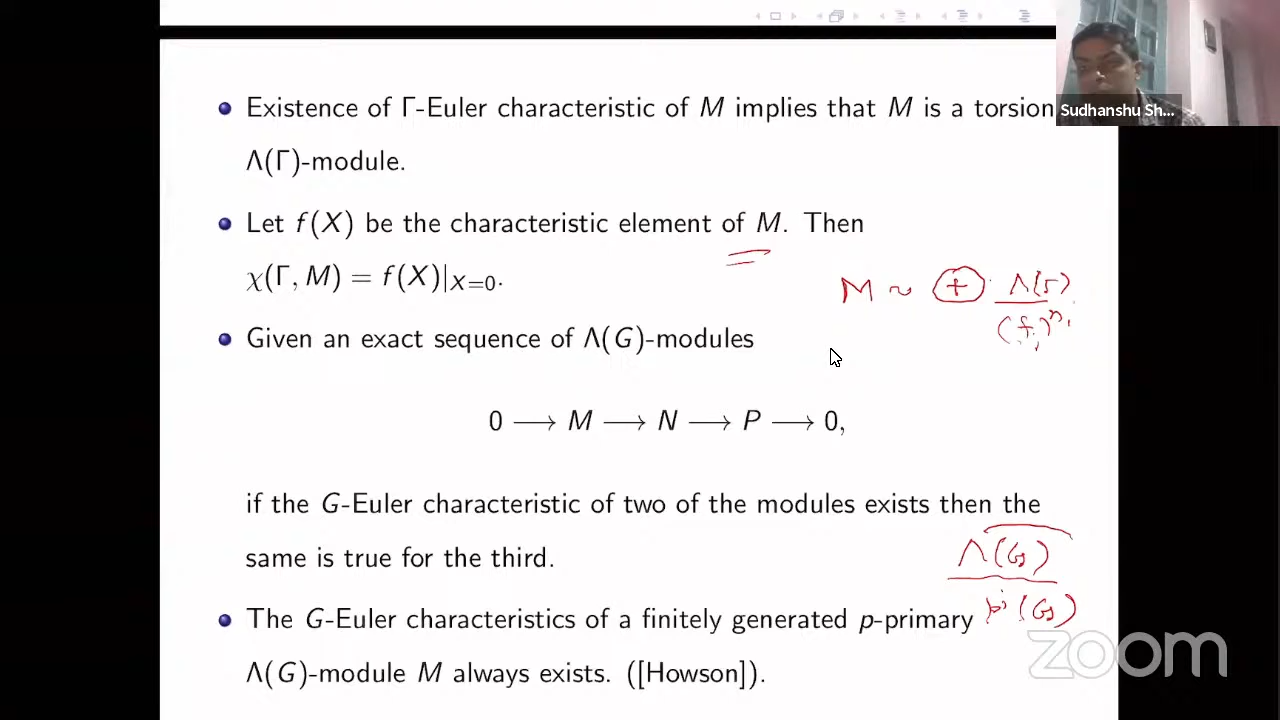 • Existence of Γ-Euler characteristic of M implies that M is a torsion
Λ(Γ)-module.
• Let f(X) be the characteristic element of M. Then
χ(Γ, M) = f(X)|X=0.
M ~ ⊕ Λ(Γ)
(fᵢ)ⁿⁱ
• Given an exact sequence of Λ(G)-modules
0 ⟶ M ⟶ N ⟶ P ⟶ 0,
if the G-Euler characteristic of two of the modules exists then the
same is true for the third.
Λ(G)
pⁱ (G)
• The G-Euler characteristics of a finitely generated p-primary
Λ(G)-module M always exists. ([Howson]).
Sudhanshu Sh...
zoom